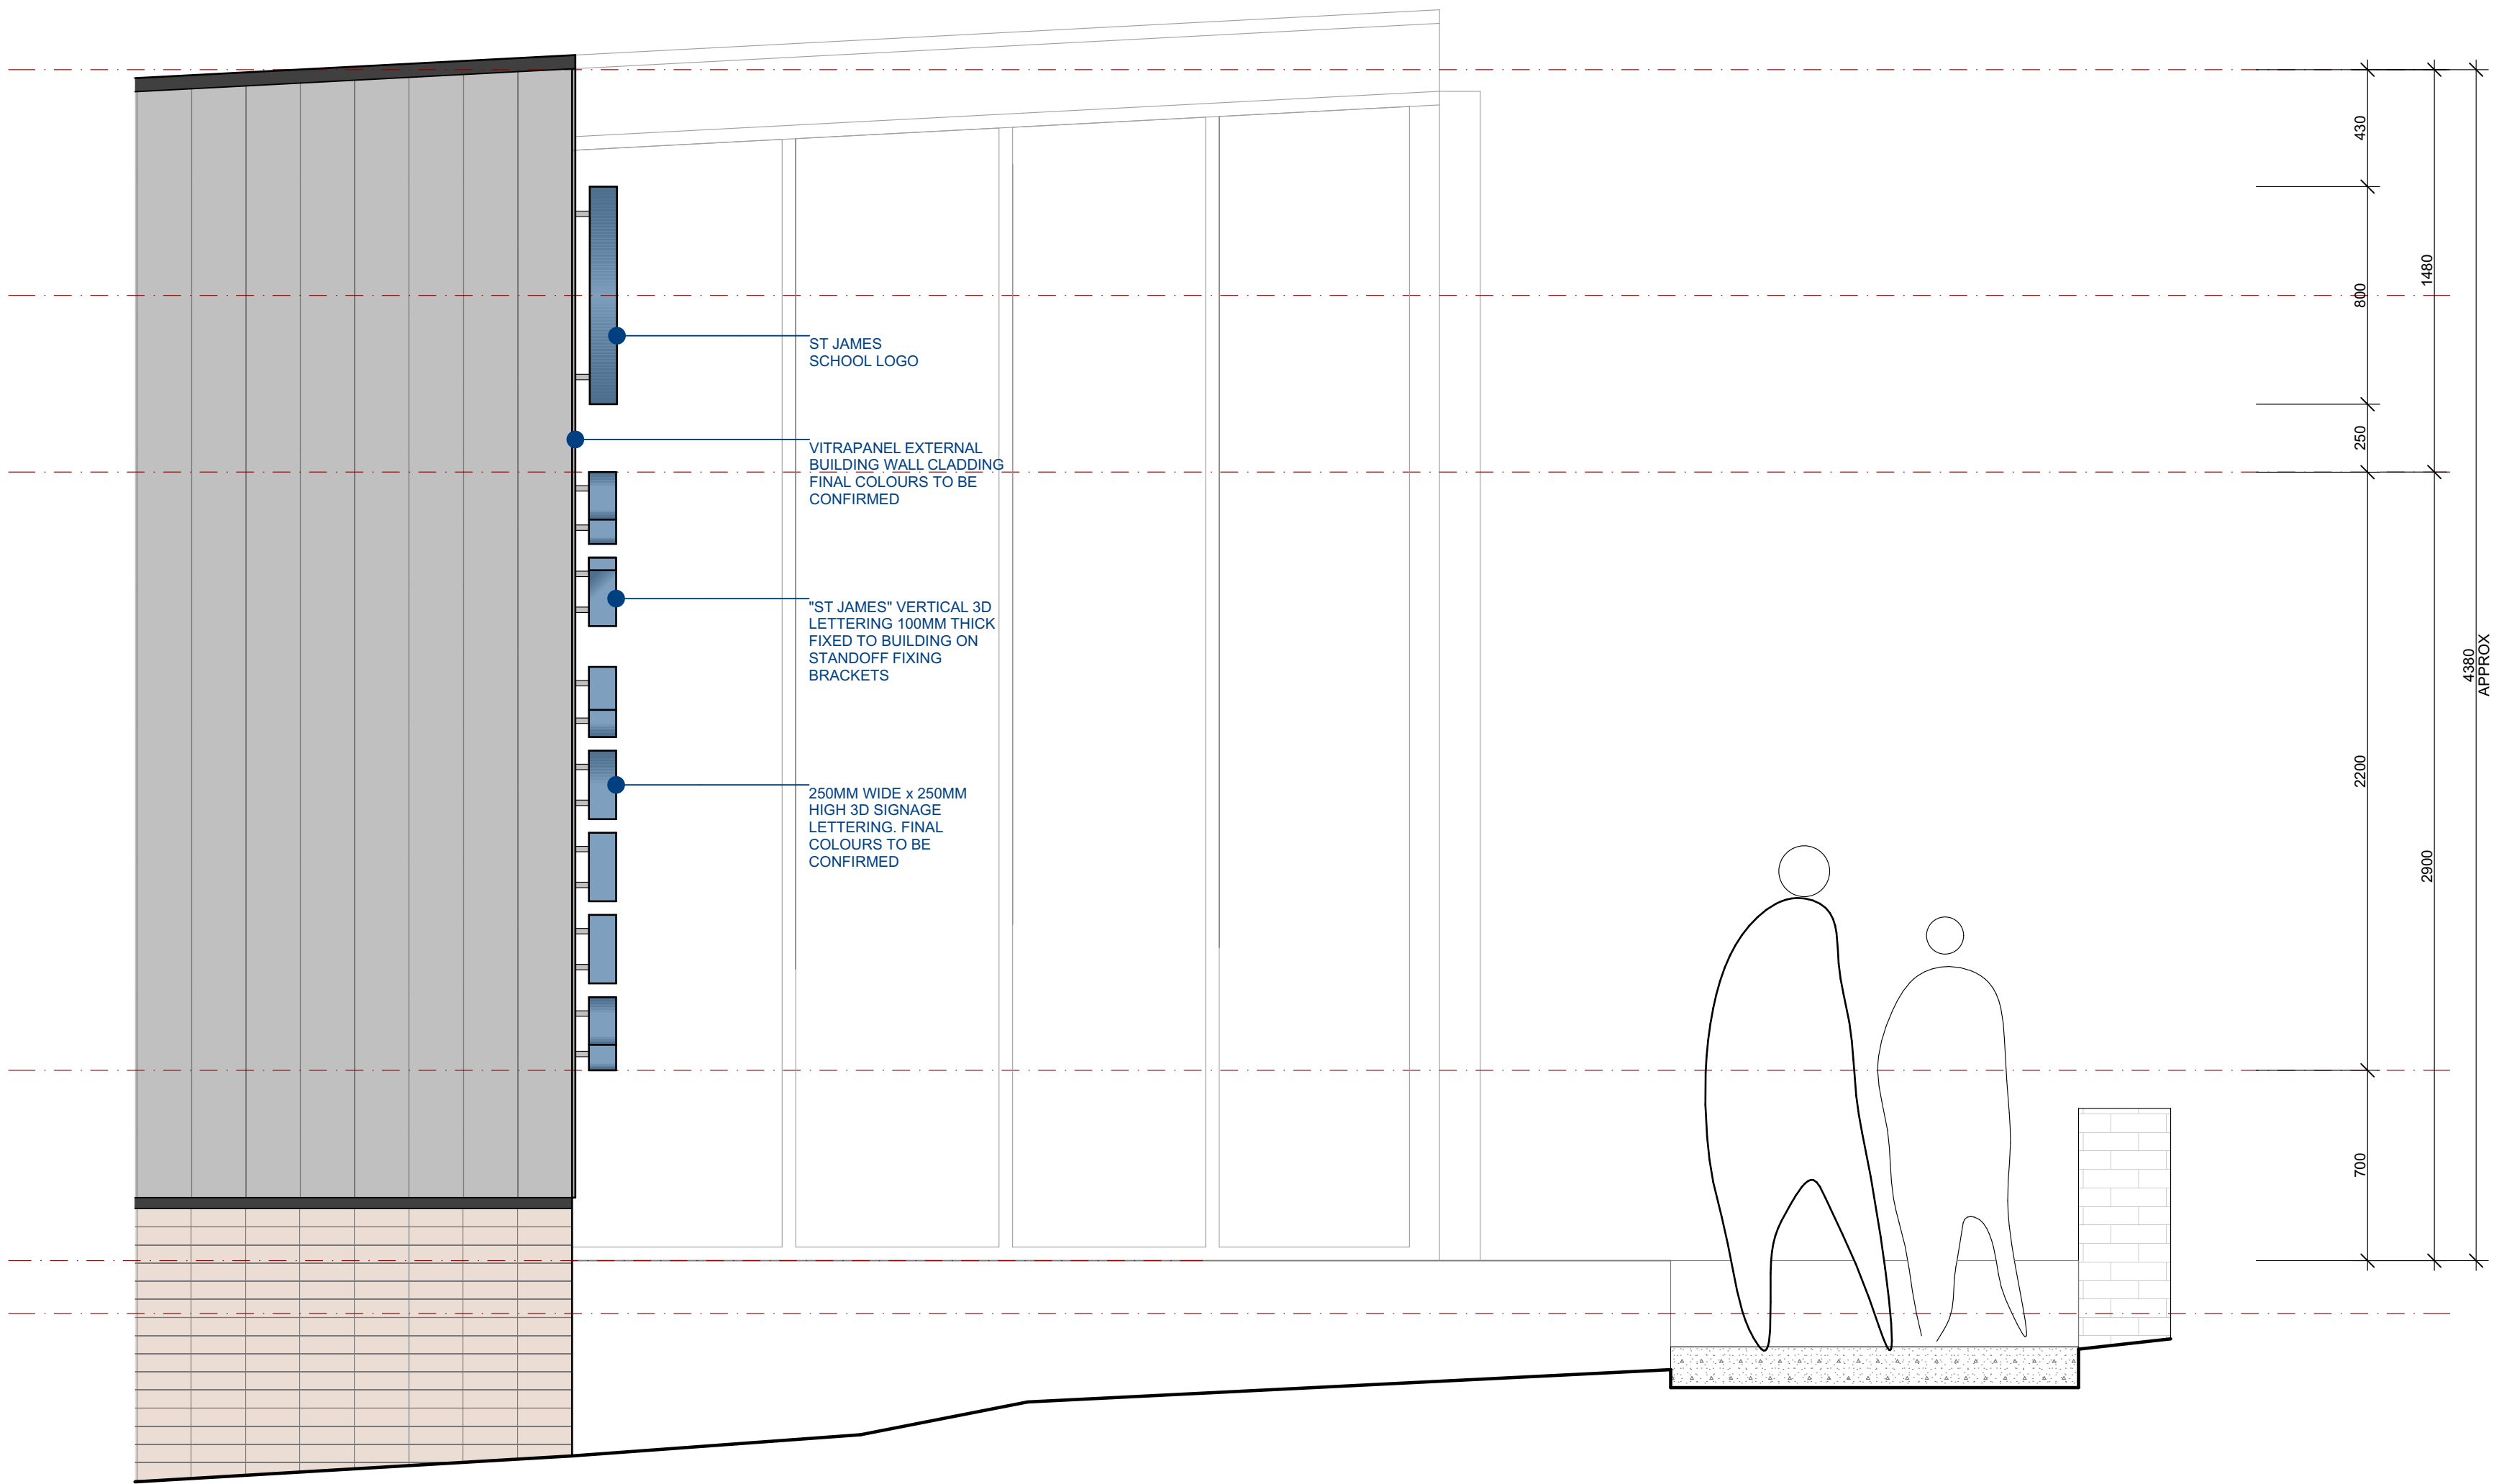 ST JAMES
SCHOOL LOGO
VITRAPANEL EXTERNAL
BUILDING WALL CLADDING
FINAL COLOURS TO BE
CONFIRMED
"ST JAMES" VERTICAL 3D
LETTERING 100MM THICK
FIXED TO BUILDING ON
STANDOFF FIXING
BRACKETS
250MM WIDE x 250MM
HIGH 3D SIGNAGE
LETTERING. FINAL
COLOURS TO BE
CONFIRMED
430
800
250
2200
700
1480
2900
4380
APPROX